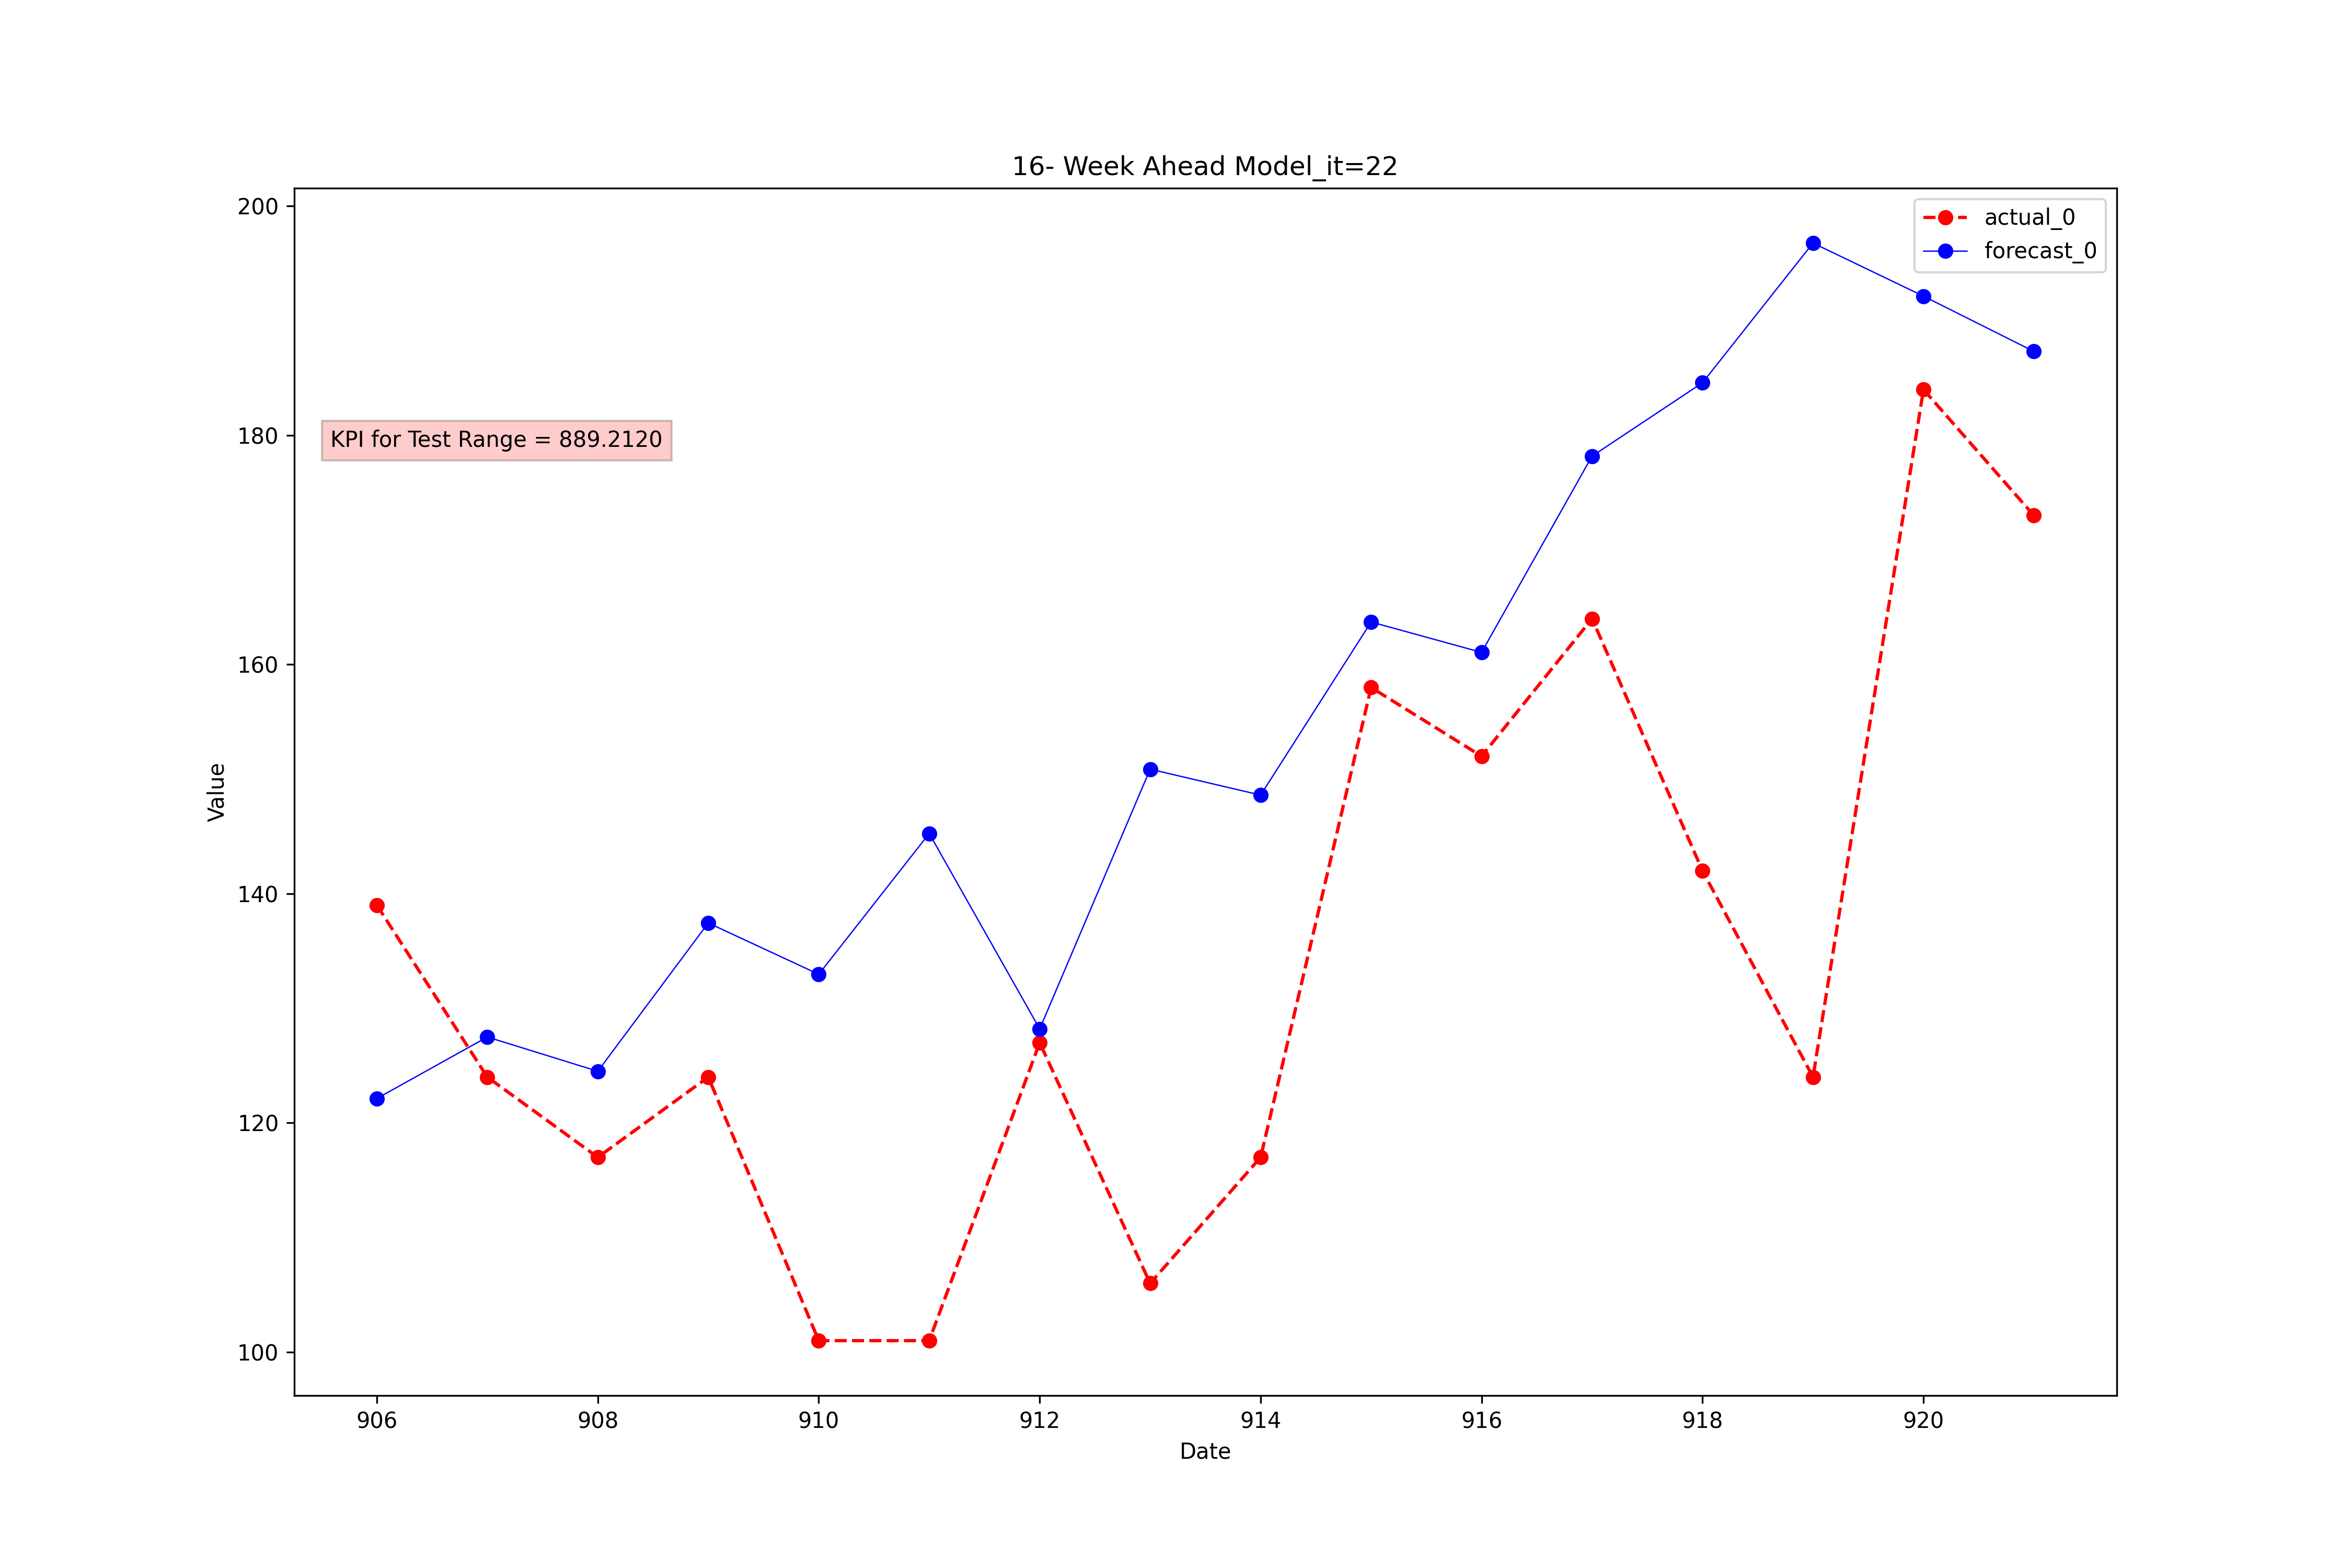 16- Week Ahead Model_it=22
actual_0
forecast_0
KPI for Test Range = 889.2120
Value
200
180
160
140
120
100
906 908 910 912 914 916 918 920
Date